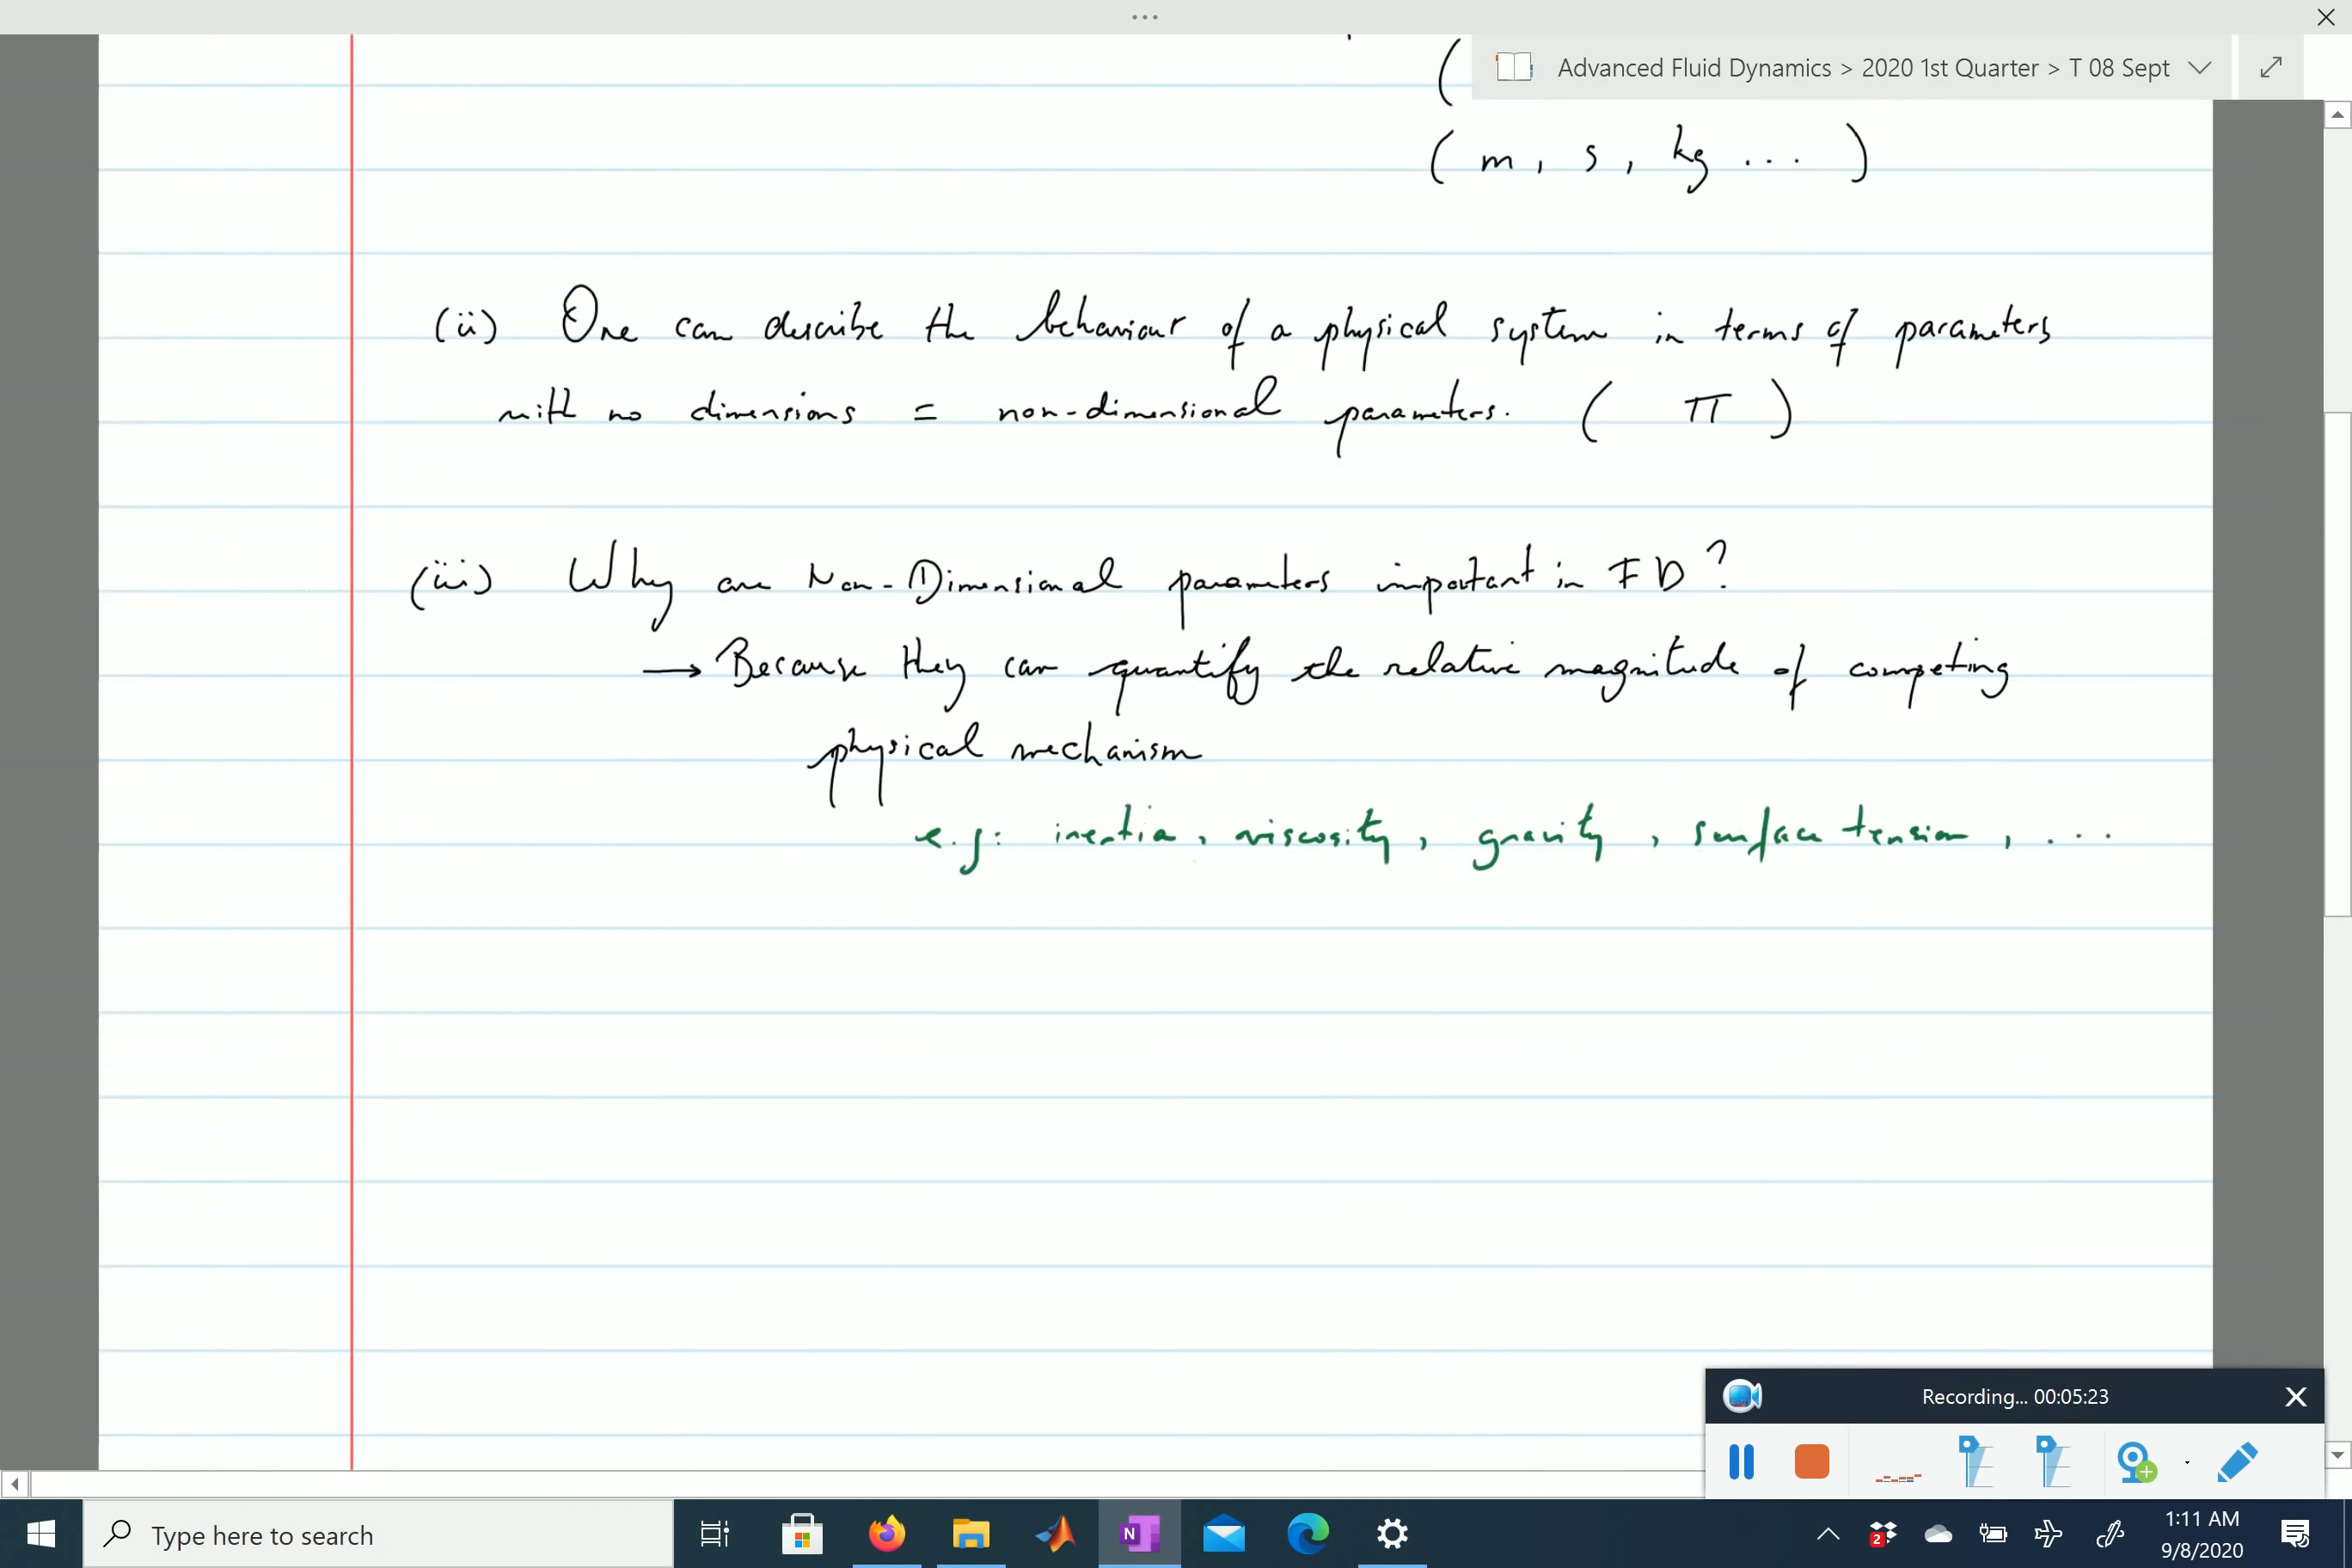 Advanced Fluid Dynamics > 2020 1st Quarter > T 08 Sept
(
( m, s, kg ... )
(ii) One can describe the behaviour of a physical system in terms of parameters
with no dimensions = non-dimensional parameters. ( π )
(iii) Why are Non-Dimensional parameters important in FD?
→ Because they can quantify the relative magnitude of competing
physical mechanism
e.g: inertia, viscosity, gravity, surface tension, ...
Recording... 00:05:23
Type here to search
N
2
1:11 AM
9/8/2020